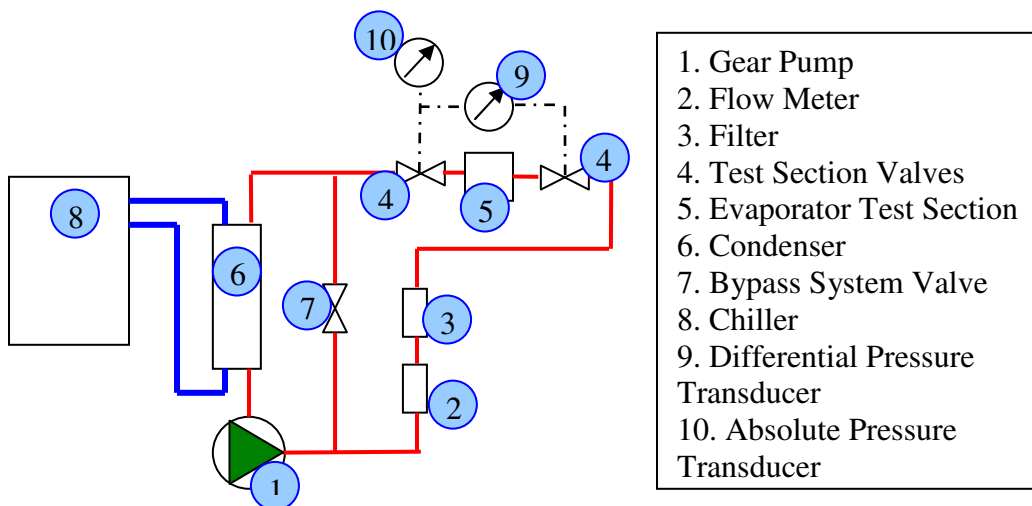 10
9
4
4
5
8
6
7
3
2
1
1. Gear Pump
2. Flow Meter
3. Filter
4. Test Section Valves
5. Evaporator Test Section
6. Condenser
7. Bypass System Valve
8. Chiller
9. Differential Pressure
Transducer
10. Absolute Pressure
Transducer